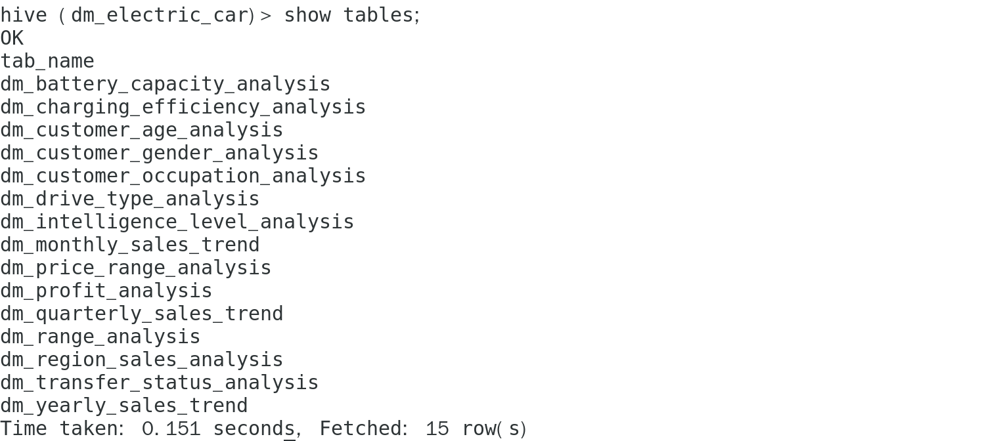 hive (dm_electric_car)> show tables;
OK
tab_name
dm_battery_capacity_analysis
dm_charging_efficiency_analysis
dm_customer_age_analysis
dm_customer_gender_analysis
dm_customer_occupation_analysis
dm_drive_type_analysis
dm_intelligence_level_analysis
dm_monthly_sales_trend
dm_price_range_analysis
dm_profit_analysis
dm_quarterly_sales_trend
dm_range_analysis
dm_region_sales_analysis
dm_transfer_status_analysis
dm_yearly_sales_trend
Time taken: 0.151 seconds, Fetched: 15 row(s)